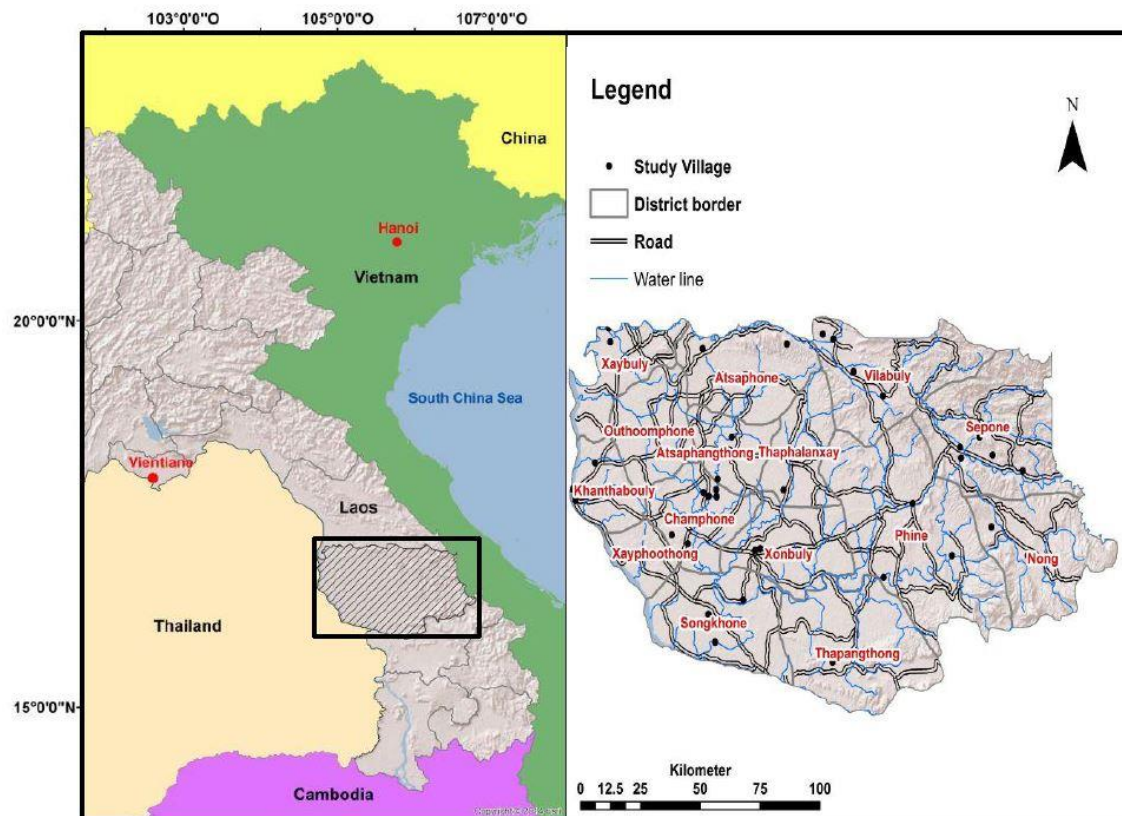 103°0'0"O 105°0'0"O 107°0'0"O
China
Hanoi
Vietnam
20°0'0"N
South China Sea
Vientiane
Laos
Thailand
15°0'0"N
Cambodia
Legend
N
Study Village
District border
Road
Water line
Xaybuly
Atsaphone
Vilabuly
Outhoomphone
Sepone
Atsaphangthong
Thaphalanxay
Khanthabouly
Champhone
Phine
Xayphoothong
Xonbuly
Nong
Songkhone
Thapangthong
Kilometer
0 12.5 25 50 75 100